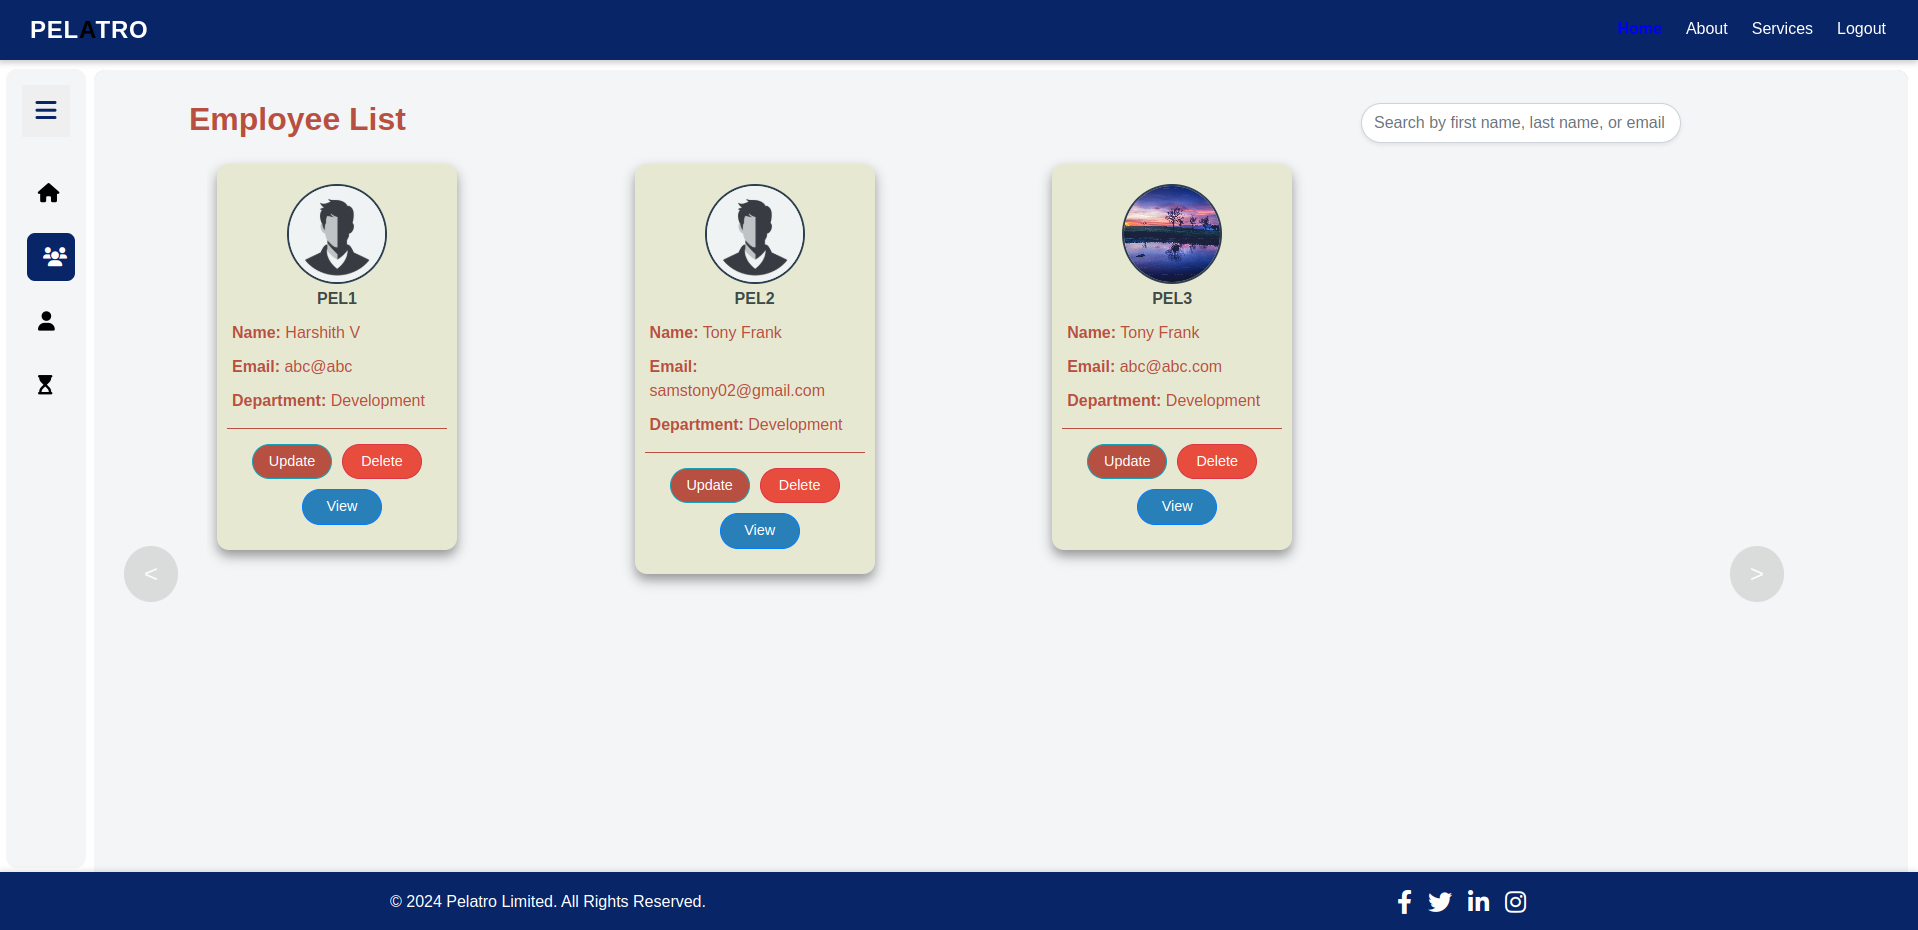 PELATRO
Home About Services Logout
Employee List
Search by first name, last name, or email
PEL1
Name: Harshith V
Email: abc@abc
Department: Development
Update Delete
View
PEL2
Name: Tony Frank
Email:
samstony02@gmail.com
Department: Development
Update Delete
View
PEL3
Name: Tony Frank
Email: abc@abc.com
Department: Development
Update Delete
View
<
>
© 2024 Pelatro Limited. All Rights Reserved.